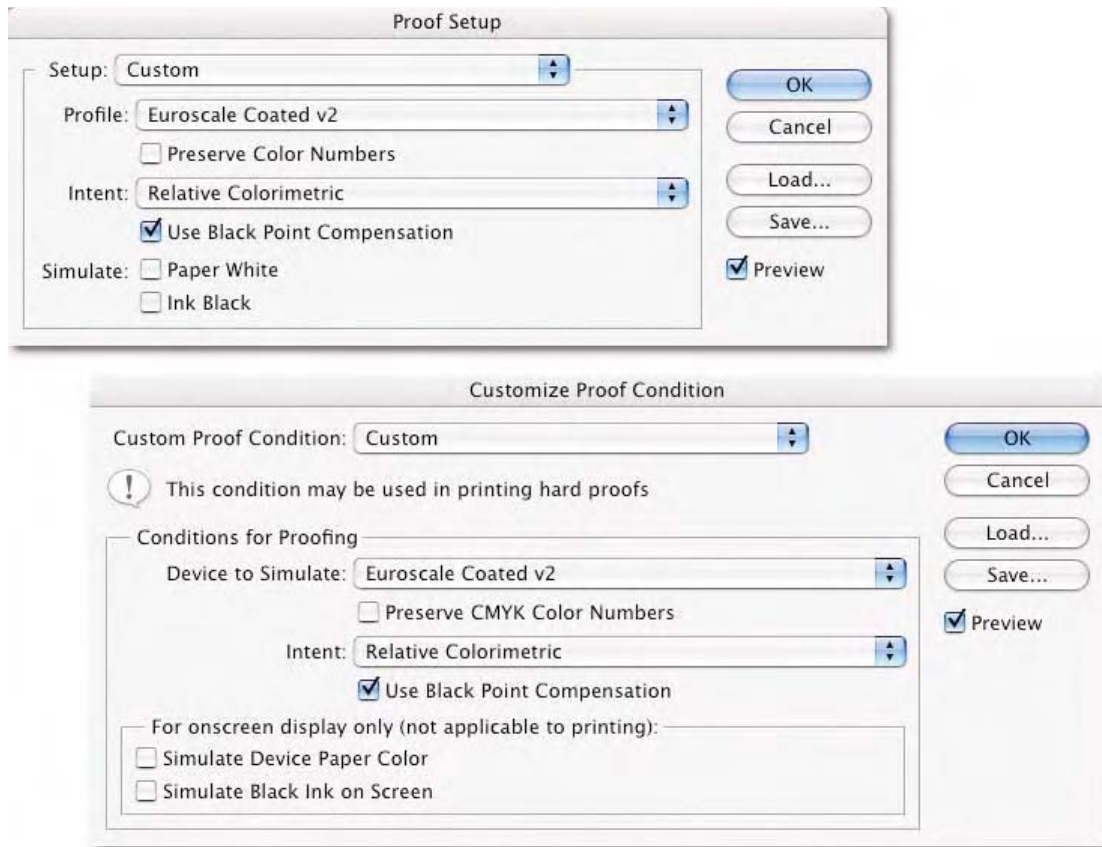 Proof Setup
Setup: Custom
OK
Profile: Euroscale Coated v2
Cancel
Preserve Color Numbers
Intent: Relative Colorimetric
Load...
Use Black Point Compensation
Save...
Simulate: Paper White
Preview
Ink Black
Customize Proof Condition
Custom Proof Condition: Custom
OK
! This condition may be used in printing hard proofs
Cancel
Conditions for Proofing
Load...
Device to Simulate: Euroscale Coated v2
Save...
Preserve CMYK Color Numbers
Preview
Intent: Relative Colorimetric
Use Black Point Compensation
For onscreen display only (not applicable to printing):
Simulate Device Paper Color
Simulate Black Ink on Screen